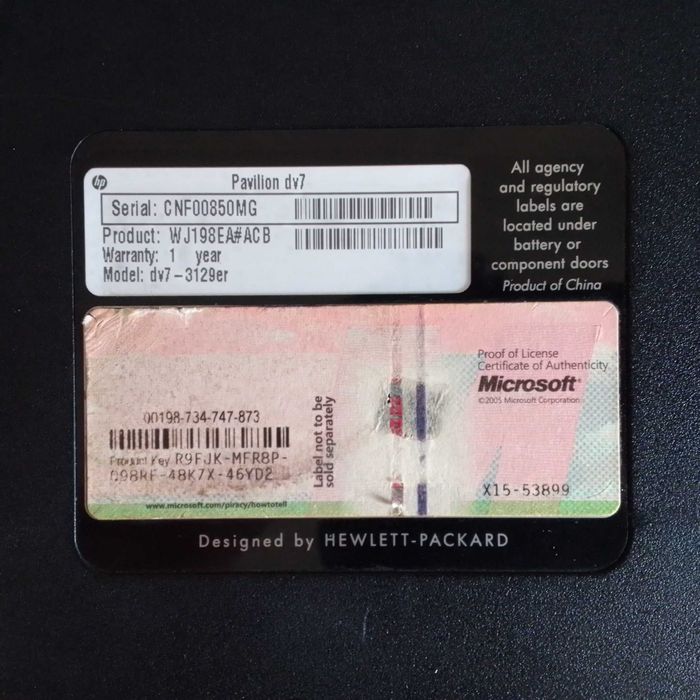 hp
Pavilion dv7
Serial: CNF00850MG
Product: WJ198EA#ACB
Warranty: 1 year
Model: dv7-3129er
All agency
and regulatory
labels are
located under
battery or
component doors
Product of China
00198-734-747-873
Product Key R9FJK-MFR8P-
48K7X-46YD2
www.microsoft.com/piracy/howtotell
Label not to be
sold separately
Proof of License
Certificate of Authenticity
Microsoft®
©2005 Microsoft Corporation
X15-53899
Designed by HEWLETT-PACKARD